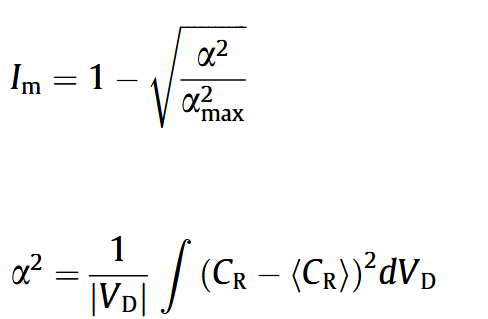 I_m = 1 − √(α² / α²_max)
α² = 1/|V_D| ∫ (C_R − ⟨C_R⟩)² dV_D